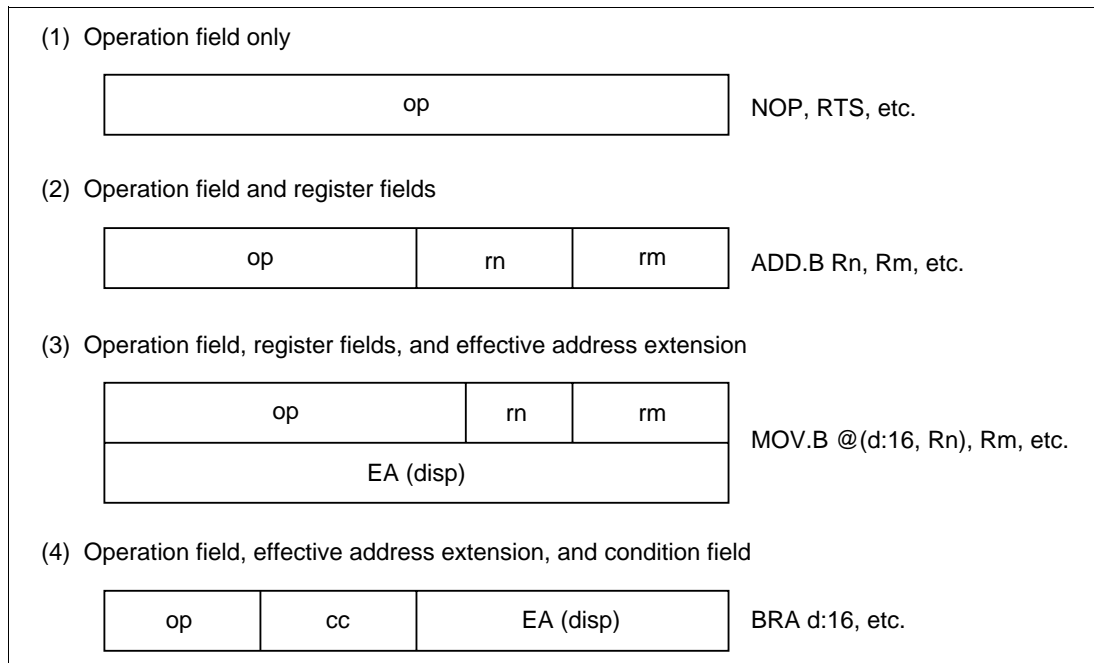 (1) Operation field only
op
NOP, RTS, etc.
(2) Operation field and register fields
op rn rm
ADD.B Rn, Rm, etc.
(3) Operation field, register fields, and effective address extension
op rn rm
MOV.B @(d:16, Rn), Rm, etc.
EA (disp)
(4) Operation field, effective address extension, and condition field
op cc EA (disp)
BRA d:16, etc.